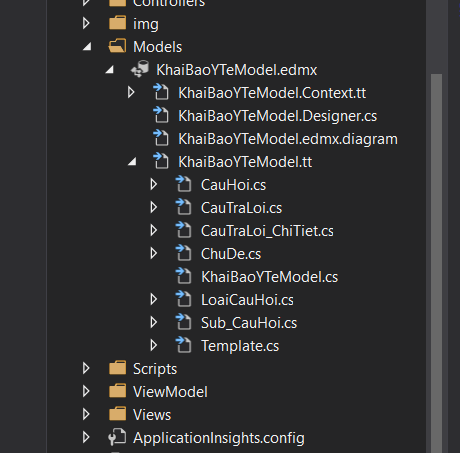 Controllers
img
Models
KhaiBaoYTeModel.edmx
KhaiBaoYTeModel.Context.tt
KhaiBaoYTeModel.Designer.cs
KhaiBaoYTeModel.edmx.diagram
KhaiBaoYTeModel.tt
CauHoi.cs
CauTraLoi.cs
CauTraLoi_ChiTiet.cs
ChuDe.cs
KhaiBaoYTeModel.cs
LoaiCauHoi.cs
Sub_CauHoi.cs
Template.cs
Scripts
ViewModel
Views
ApplicationInsights.config